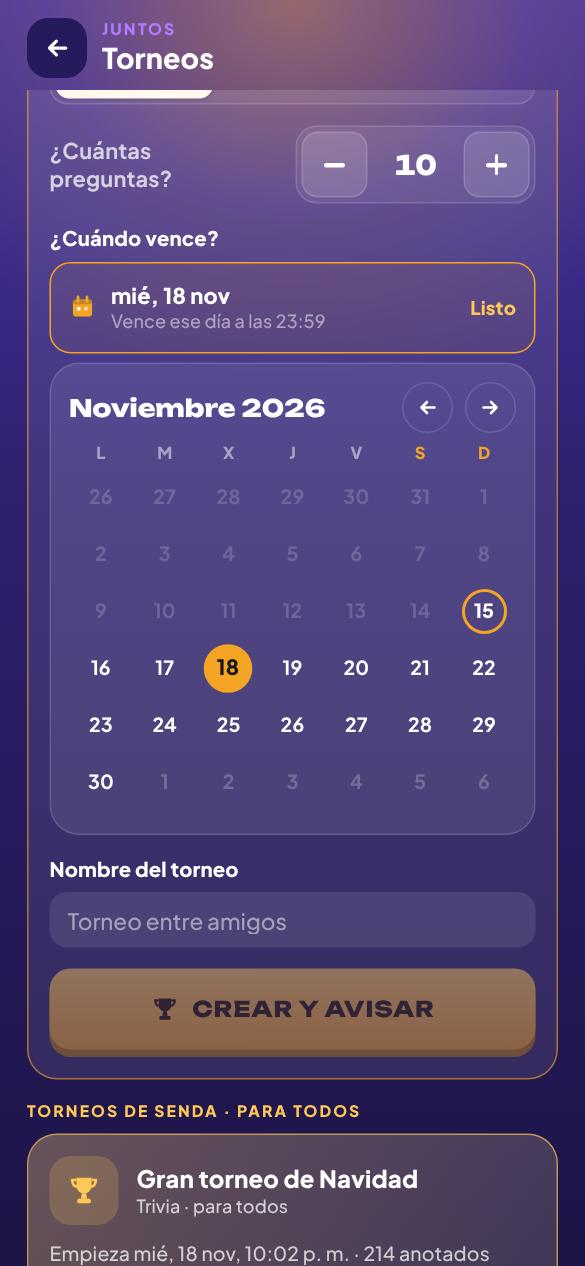 JUNTOS
Torneos
¿Cuántas
preguntas?
10
¿Cuándo vence?
mié, 18 nov
Vence ese día a las 23:59
Listo
Noviembre 2026
L M X J V S D
26 27 28 29 30 31 1
2 3 4 5 6 7 8
9 10 11 12 13 14 15
16 17 18 19 20 21 22
23 24 25 26 27 28 29
30 1 2 3 4 5 6
Nombre del torneo
Torneo entre amigos
CREAR Y AVISAR
TORNEOS DE SENDA · PARA TODOS
Gran torneo de Navidad
Trivia · para todos
Empieza mié, 18 nov, 10:02 p. m. · 214 anotados